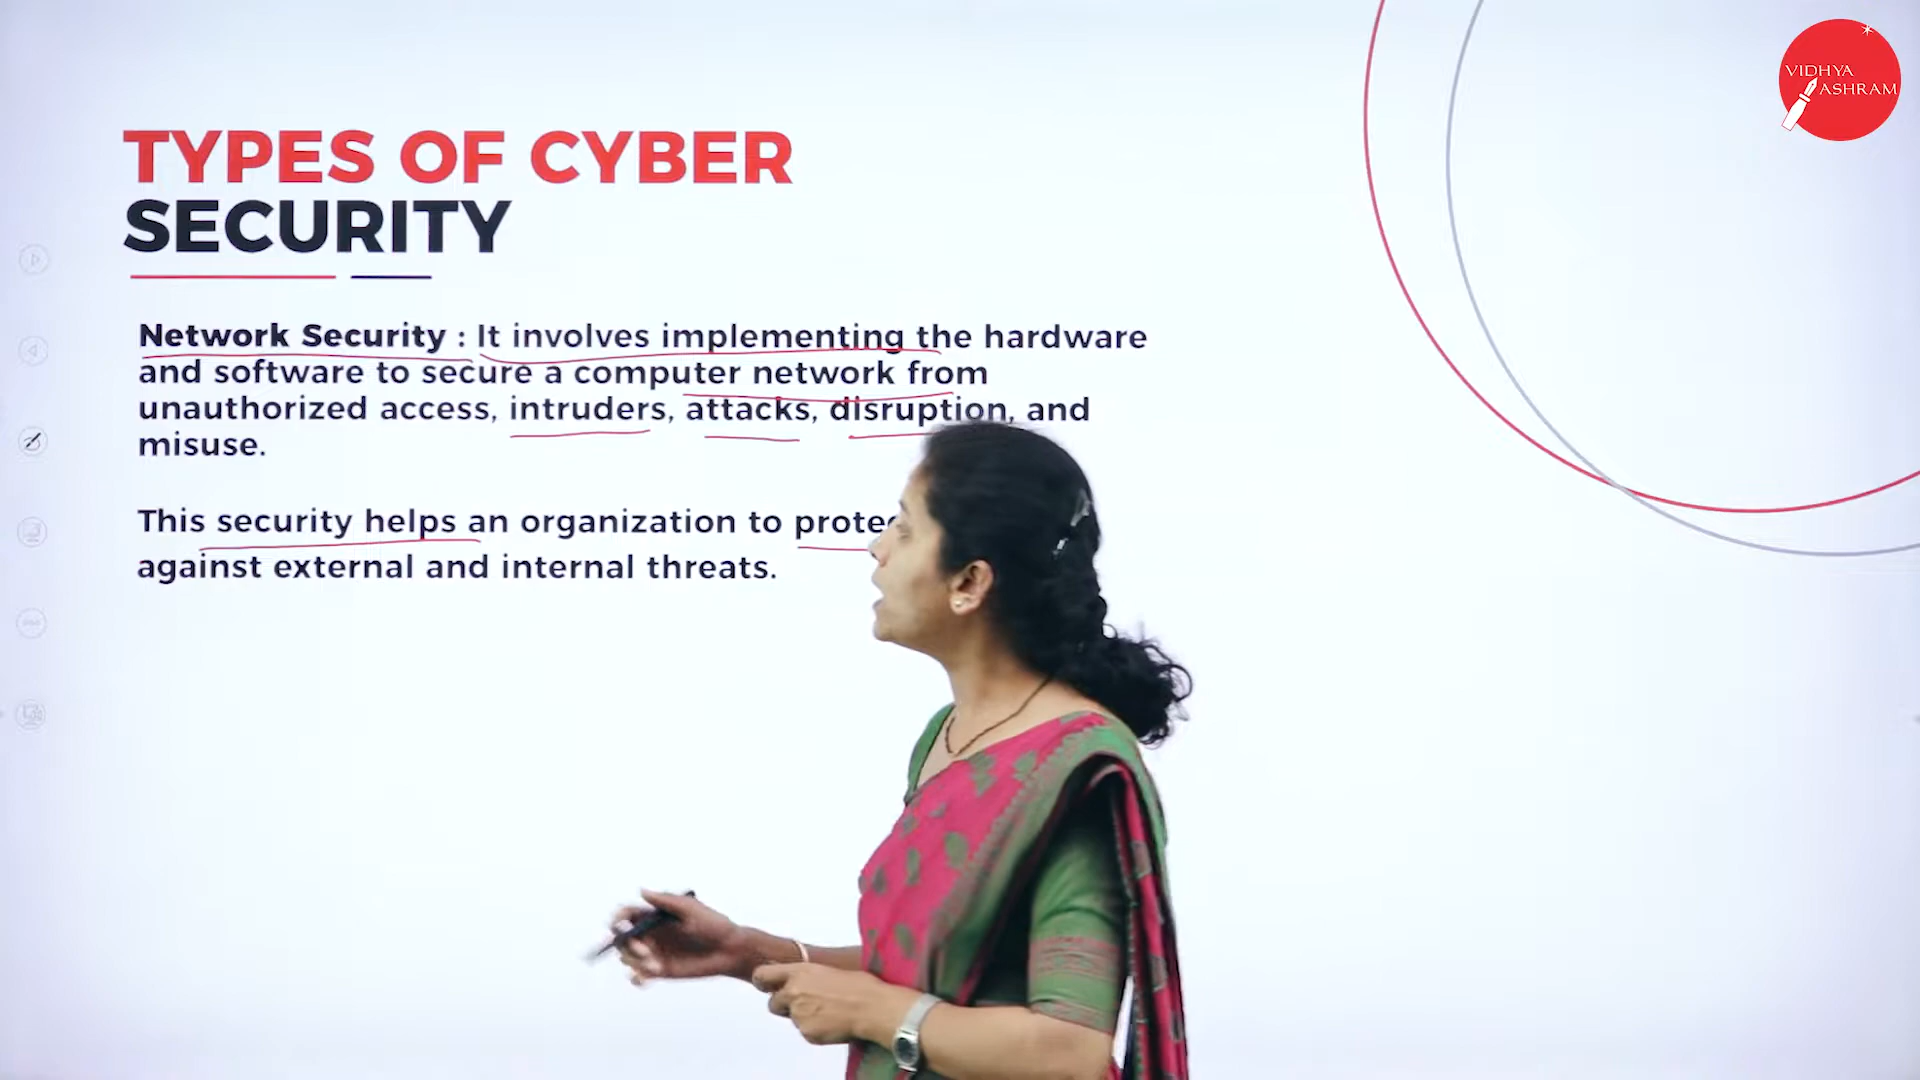 VIDHYA
ASHRAM
TYPES OF CYBER
SECURITY
Network Security : It involves implementing the hardware
and software to secure a computer network from
unauthorized access, intruders, attacks, disruption, and
misuse.
This security helps an organization to
against external and internal threats.